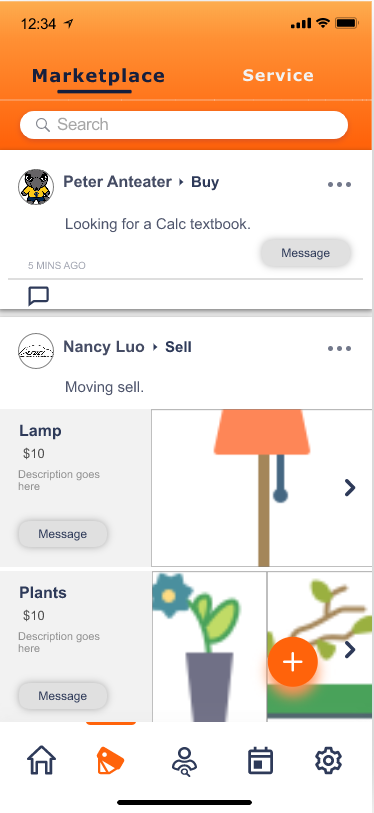 12:34
Marketplace Service
Search
Peter Anteater ‣ Buy
Looking for a Calc textbook.
Message
5 MINS AGO
Nancy Luo ‣ Sell
Moving sell.
Lamp
$10
Description goes
here
Message
Plants
$10
Description goes
here
Message